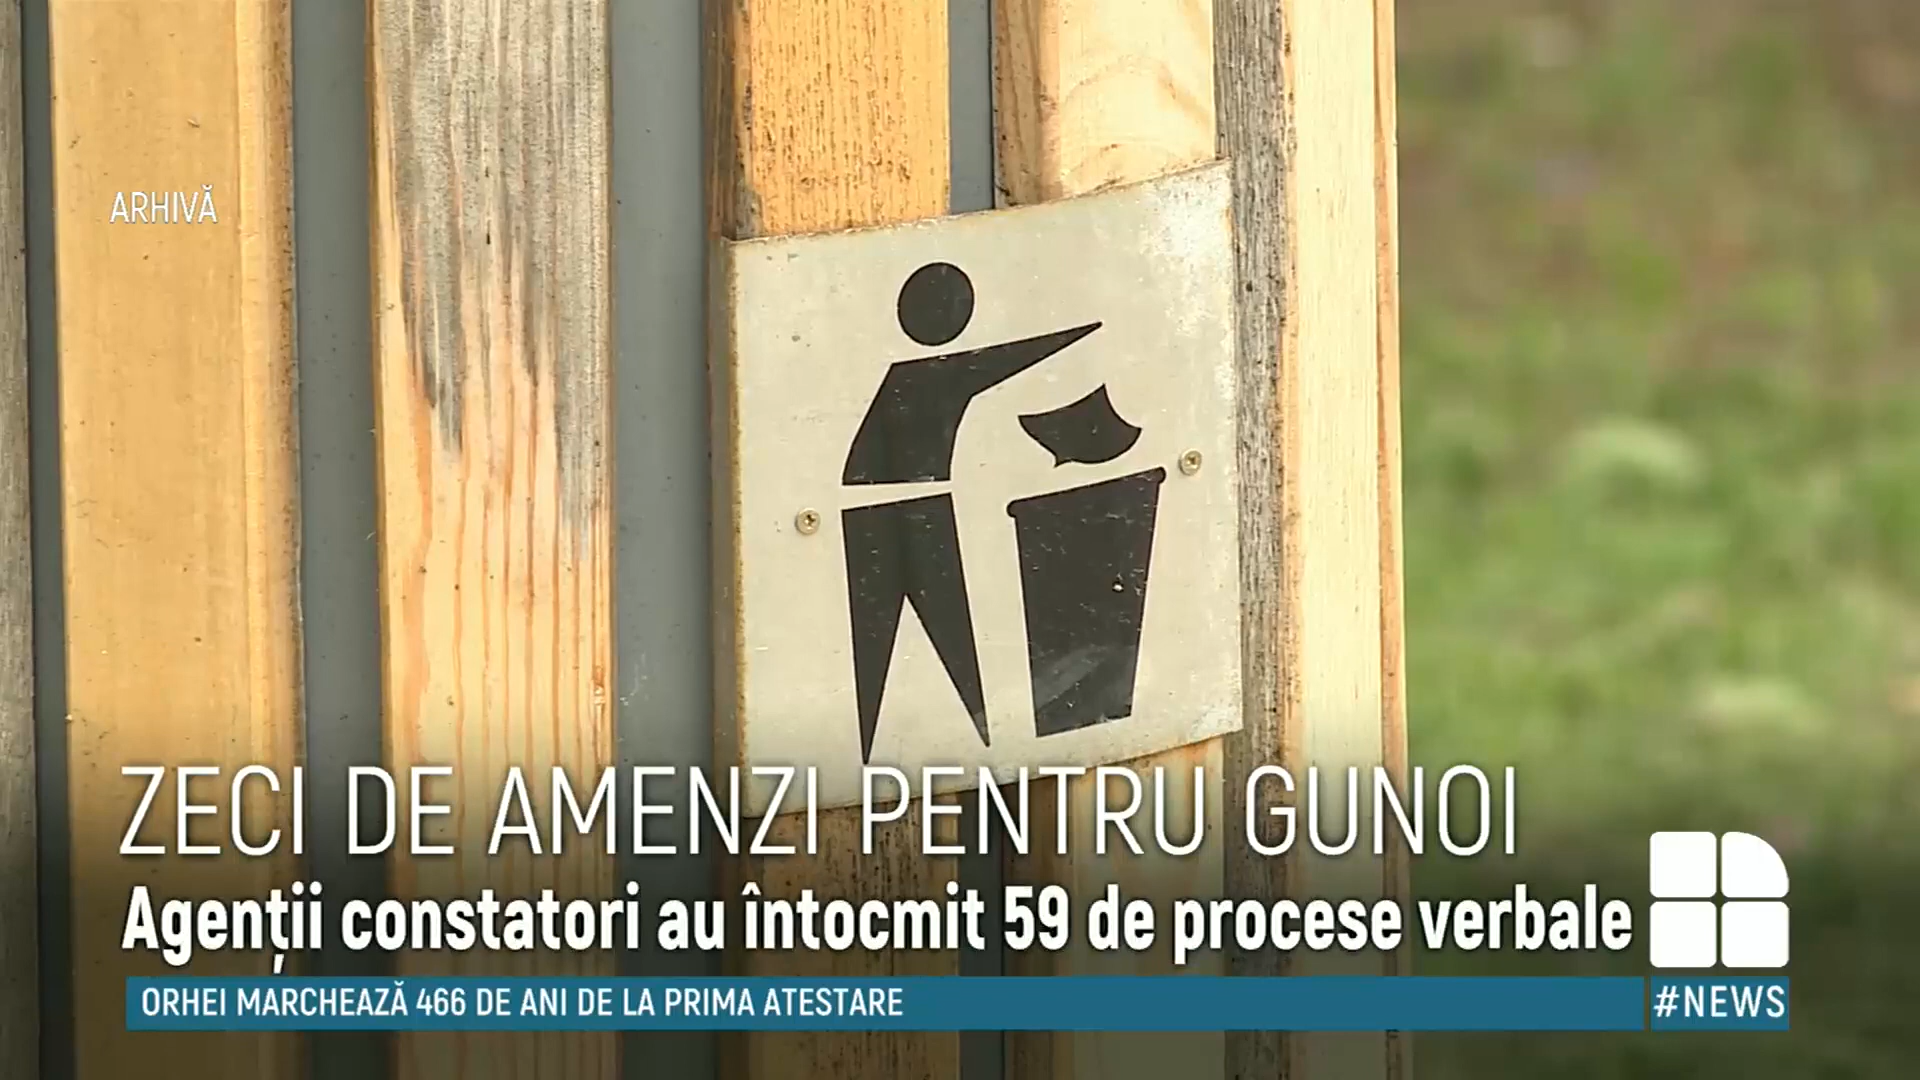 ARHIVĂ
ZECI DE AMENZI PENTRU GUNOI
Agenții constatori au întocmit 59 de procese verbale
ORHEI MARCHEAZĂ 466 DE ANI DE LA PRIMA ATESTARE
#NEWS